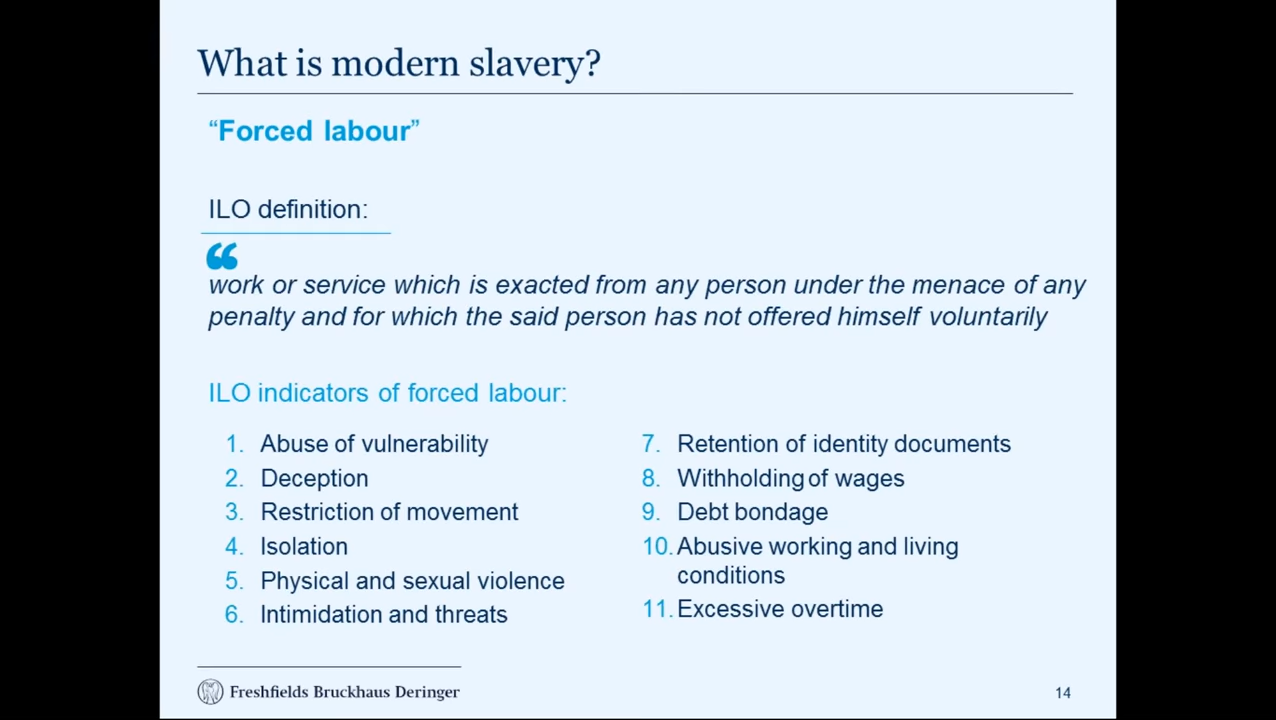 What is modern slavery?
“Forced labour”
ILO definition:
“
work or service which is exacted from any person under the menace of any
penalty and for which the said person has not offered himself voluntarily
ILO indicators of forced labour:
1. Abuse of vulnerability
2. Deception
3. Restriction of movement
4. Isolation
5. Physical and sexual violence
6. Intimidation and threats
7. Retention of identity documents
8. Withholding of wages
9. Debt bondage
10. Abusive working and living
conditions
11. Excessive overtime
Freshfields Bruckhaus Deringer
14